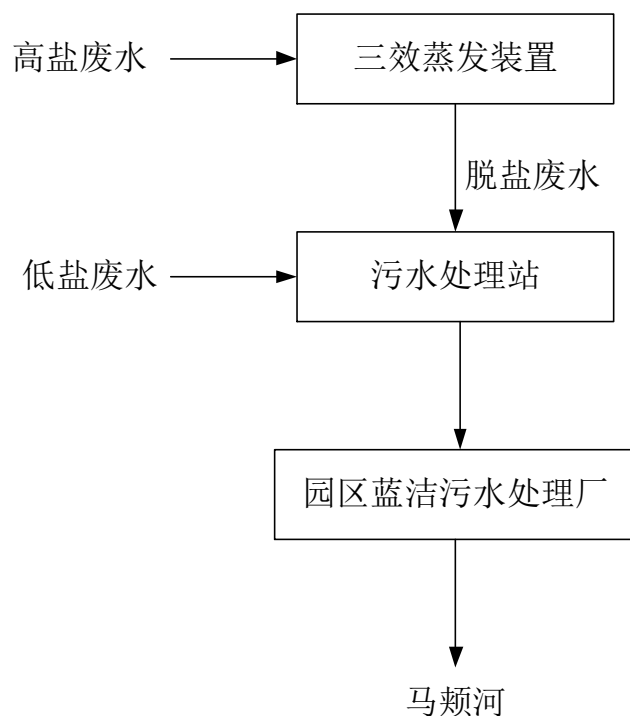 高盐废水
三效蒸发装置
脱盐废水
低盐废水
污水处理站
园区蓝洁污水处理厂
马颊河